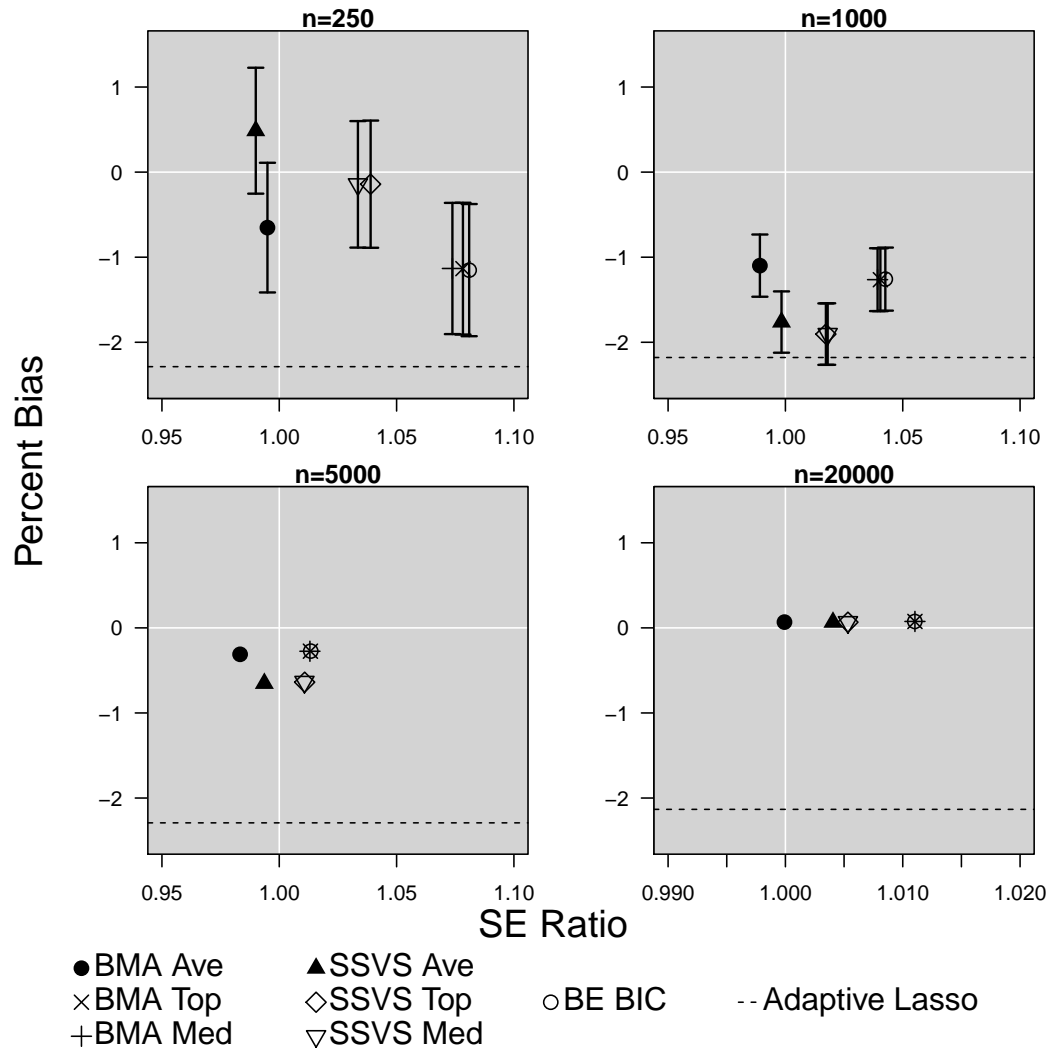 n=250
n=1000
1
0
−1
−2
0.95
1.00
1.05
1.10
1
0
−1
−2
0.95
1.00
1.05
1.10
Percent Bias
n=5000
n=20000
1
0
−1
−2
0.95
1.00
1.05
1.10
1
0
−1
−2
0.990
1.000
1.010
1.020
SE Ratio
BMA Ave
SSVS Ave
BMA Top
SSVS Top
BE BIC
Adaptive Lasso
BMA Med
SSVS Med